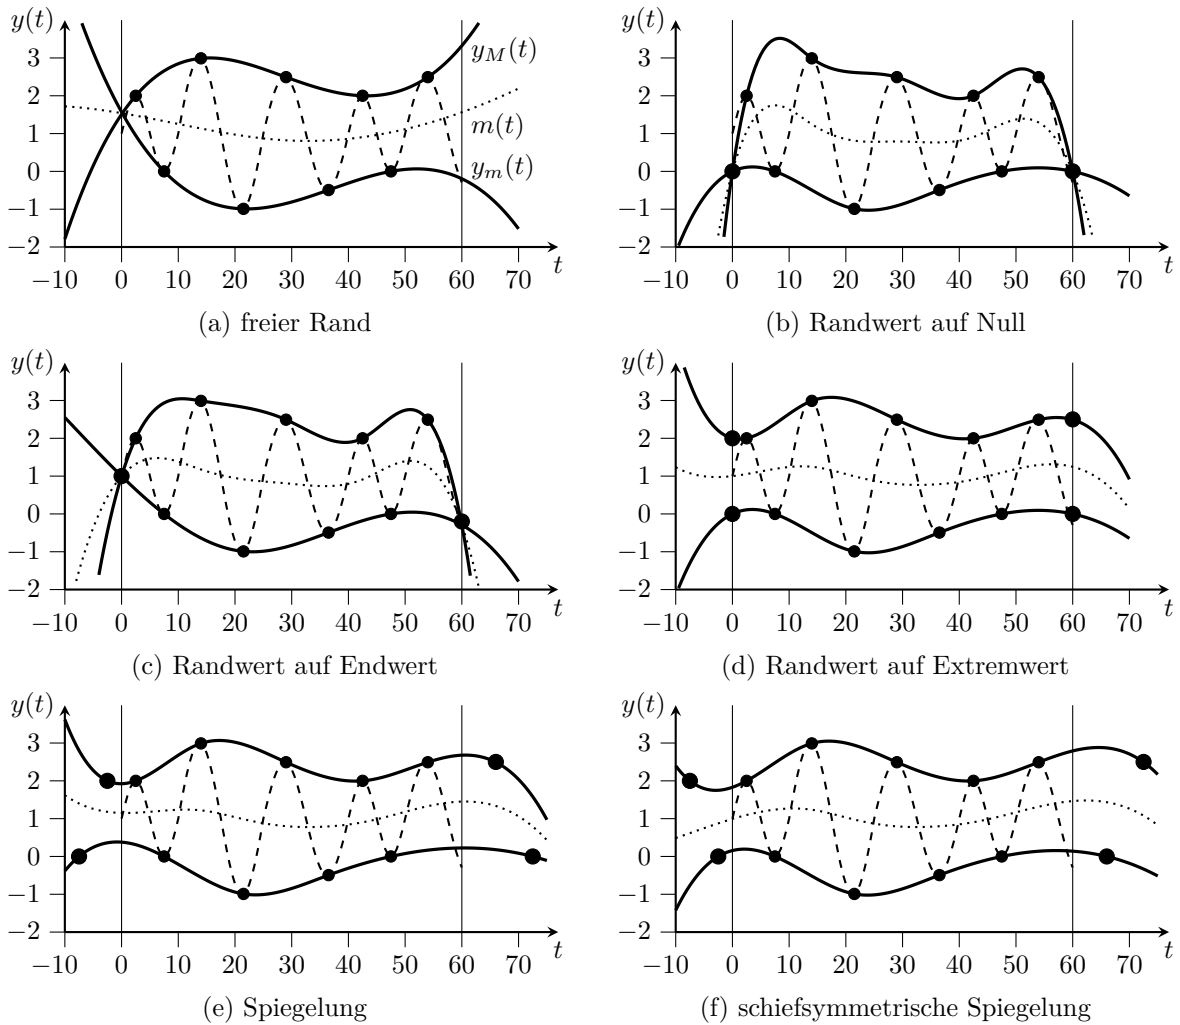 y(t) y(t)
3 3
2 2
1 1
0 0
−1 −1
−2 −2
y_M(t)
m(t)
y_m(t)
−10 0 10 20 30 40 50 60 70 t
−10 0 10 20 30 40 50 60 70 t
(a) freier Rand
(b) Randwert auf Null
y(t) y(t)
3 3
2 2
1 1
0 0
−1 −1
−2 −2
−10 0 10 20 30 40 50 60 70 t
−10 0 10 20 30 40 50 60 70 t
(c) Randwert auf Endwert
(d) Randwert auf Extremwert
y(t) y(t)
3 3
2 2
1 1
0 0
−1 −1
−2 −2
−10 0 10 20 30 40 50 60 70 t
−10 0 10 20 30 40 50 60 70 t
(e) Spiegelung
(f) schiefsymmetrische Spiegelung